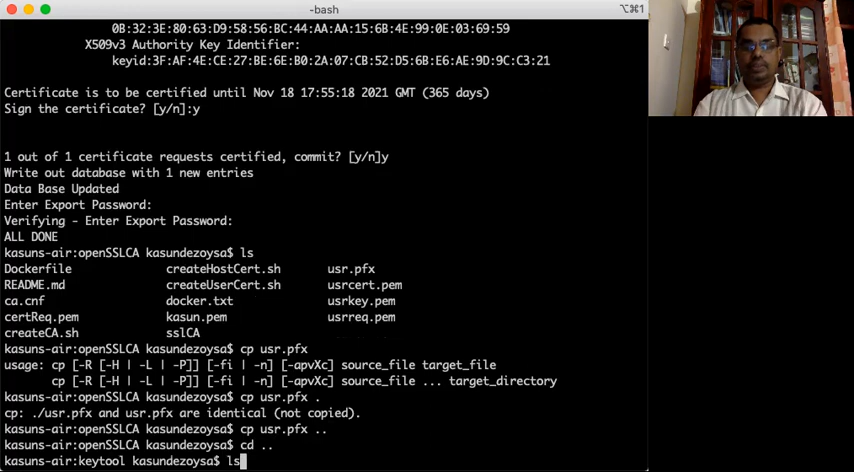 -bash
⌥⌘1
0B:32:3E:80:63:D9:58:56:BC:44:AA:AA:15:6B:4E:99:0E:03:69:59
X509v3 Authority Key Identifier:
keyid:3F:AF:4E:CE:27:BE:6E:B0:2A:07:CB:52:D5:6B:E6:AE:9D:9C:C3:21
Certificate is to be certified until Nov 18 17:55:18 2021 GMT (365 days)
Sign the certificate? [y/n]:y
1 out of 1 certificate requests certified, commit? [y/n]y
Write out database with 1 new entries
Data Base Updated
Enter Export Password:
Verifying - Enter Export Password:
ALL DONE
kasuns-air:openSSLCA kasundezoysa$ ls
Dockerfile createHostCert.sh usr.pfx
README.md createUserCert.sh usrcert.pem
ca.cnf docker.txt usrkey.pem
certReq.pem kasun.pem usrreq.pem
createCA.sh sslCA
kasuns-air:openSSLCA kasundezoysa$ cp usr.pfx
usage: cp [-R [-H | -L | -P]] [-fi | -n] [-apvXc] source_file target_file
cp [-R [-H | -L | -P]] [-fi | -n] [-apvXc] source_file ... target_directory
kasuns-air:openSSLCA kasundezoysa$ cp usr.pfx .
cp: ./usr.pfx and usr.pfx are identical (not copied).
kasuns-air:openSSLCA kasundezoysa$ cp usr.pfx ..
kasuns-air:openSSLCA kasundezoysa$ cd ..
kasuns-air:keytool kasundezoysa$ ls